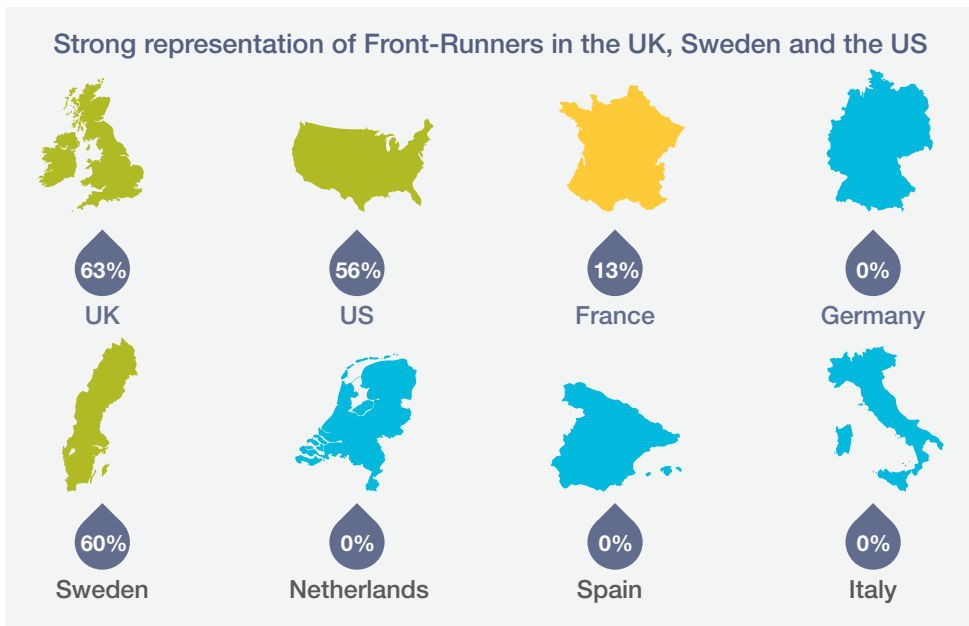 Strong representation of Front-Runners in the UK, Sweden and the US
63% 56% 13% 0%
UK US France Germany
60% 0% 0% 0%
Sweden Netherlands Spain Italy